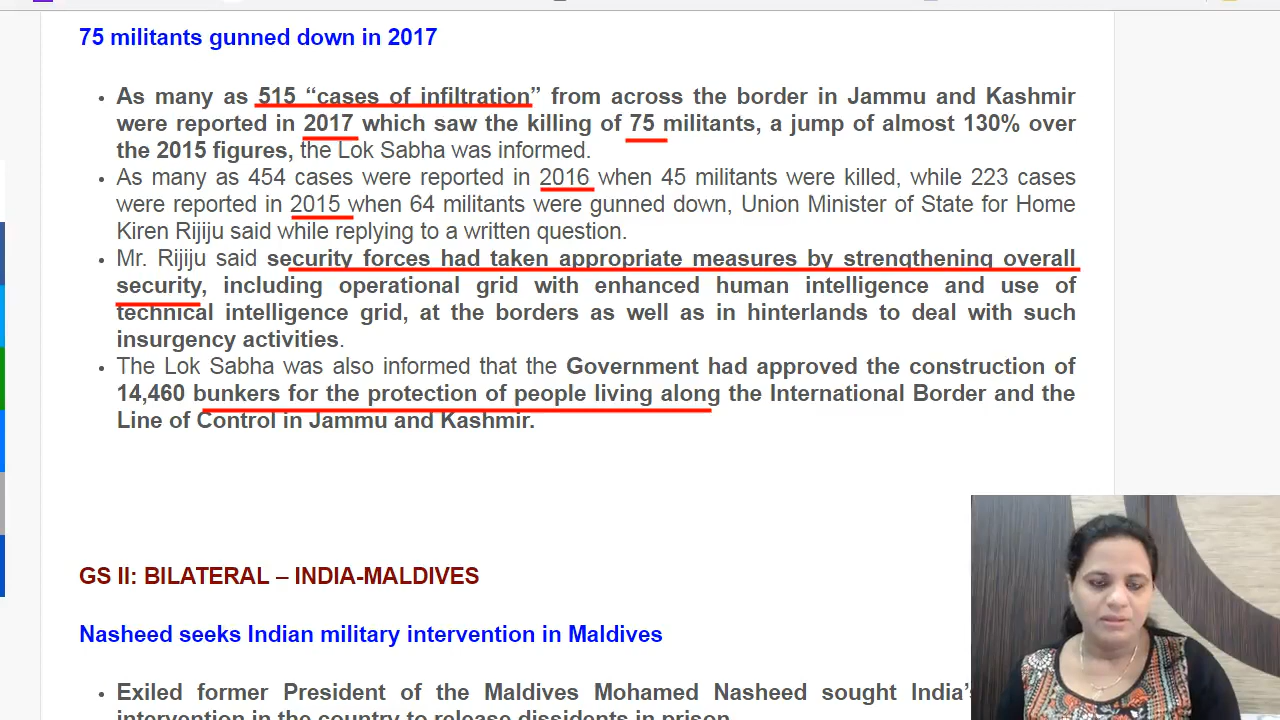 75 militants gunned down in 2017
• As many as 515 “cases of infiltration” from across the border in Jammu and Kashmir
were reported in 2017 which saw the killing of 75 militants, a jump of almost 130% over
the 2015 figures, the Lok Sabha was informed.
• As many as 454 cases were reported in 2016 when 45 militants were killed, while 223 cases
were reported in 2015 when 64 militants were gunned down, Union Minister of State for Home
Kiren Rijiju said while replying to a written question.
• Mr. Rijiju said security forces had taken appropriate measures by strengthening overall
security, including operational grid with enhanced human intelligence and use of
technical intelligence grid, at the borders as well as in hinterlands to deal with such
insurgency activities.
• The Lok Sabha was also informed that the Government had approved the construction of
14,460 bunkers for the protection of people living along the International Border and the
Line of Control in Jammu and Kashmir.
GS II: BILATERAL – INDIA-MALDIVES
Nasheed seeks Indian military intervention in Maldives
• Exiled former President of the Maldives Mohamed Nasheed sought India’s
intervention in the country to release dissidents in prison